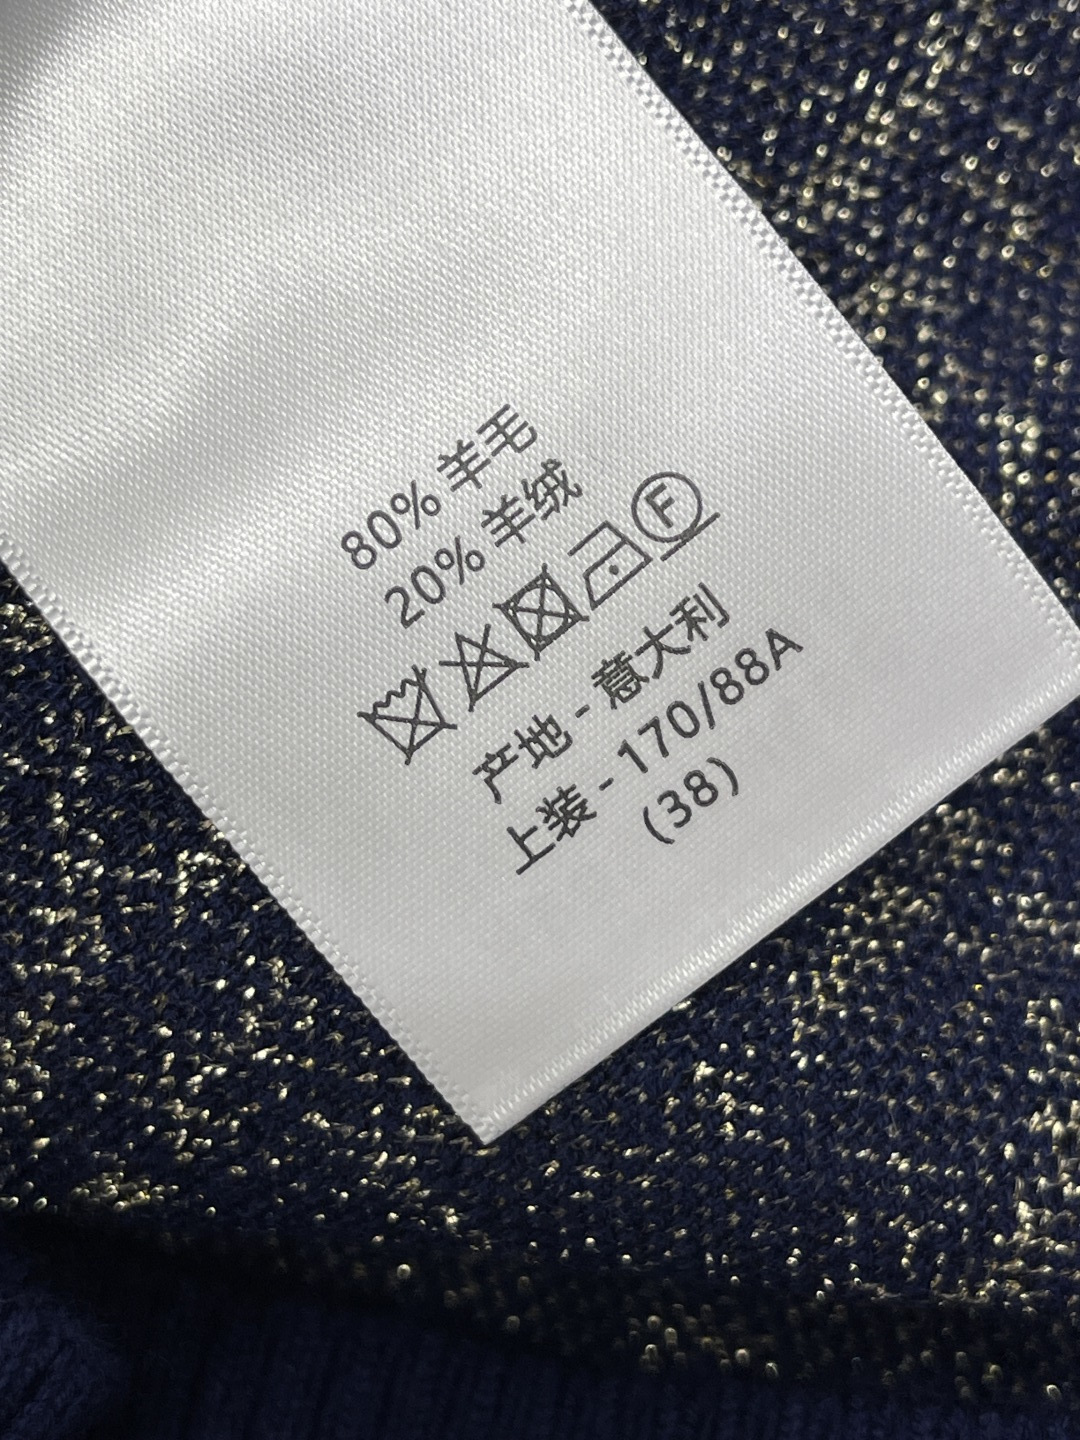 80% 羊毛
20% 羊绒
F
产地 - 意大利
上装 - 170/88A
(38)